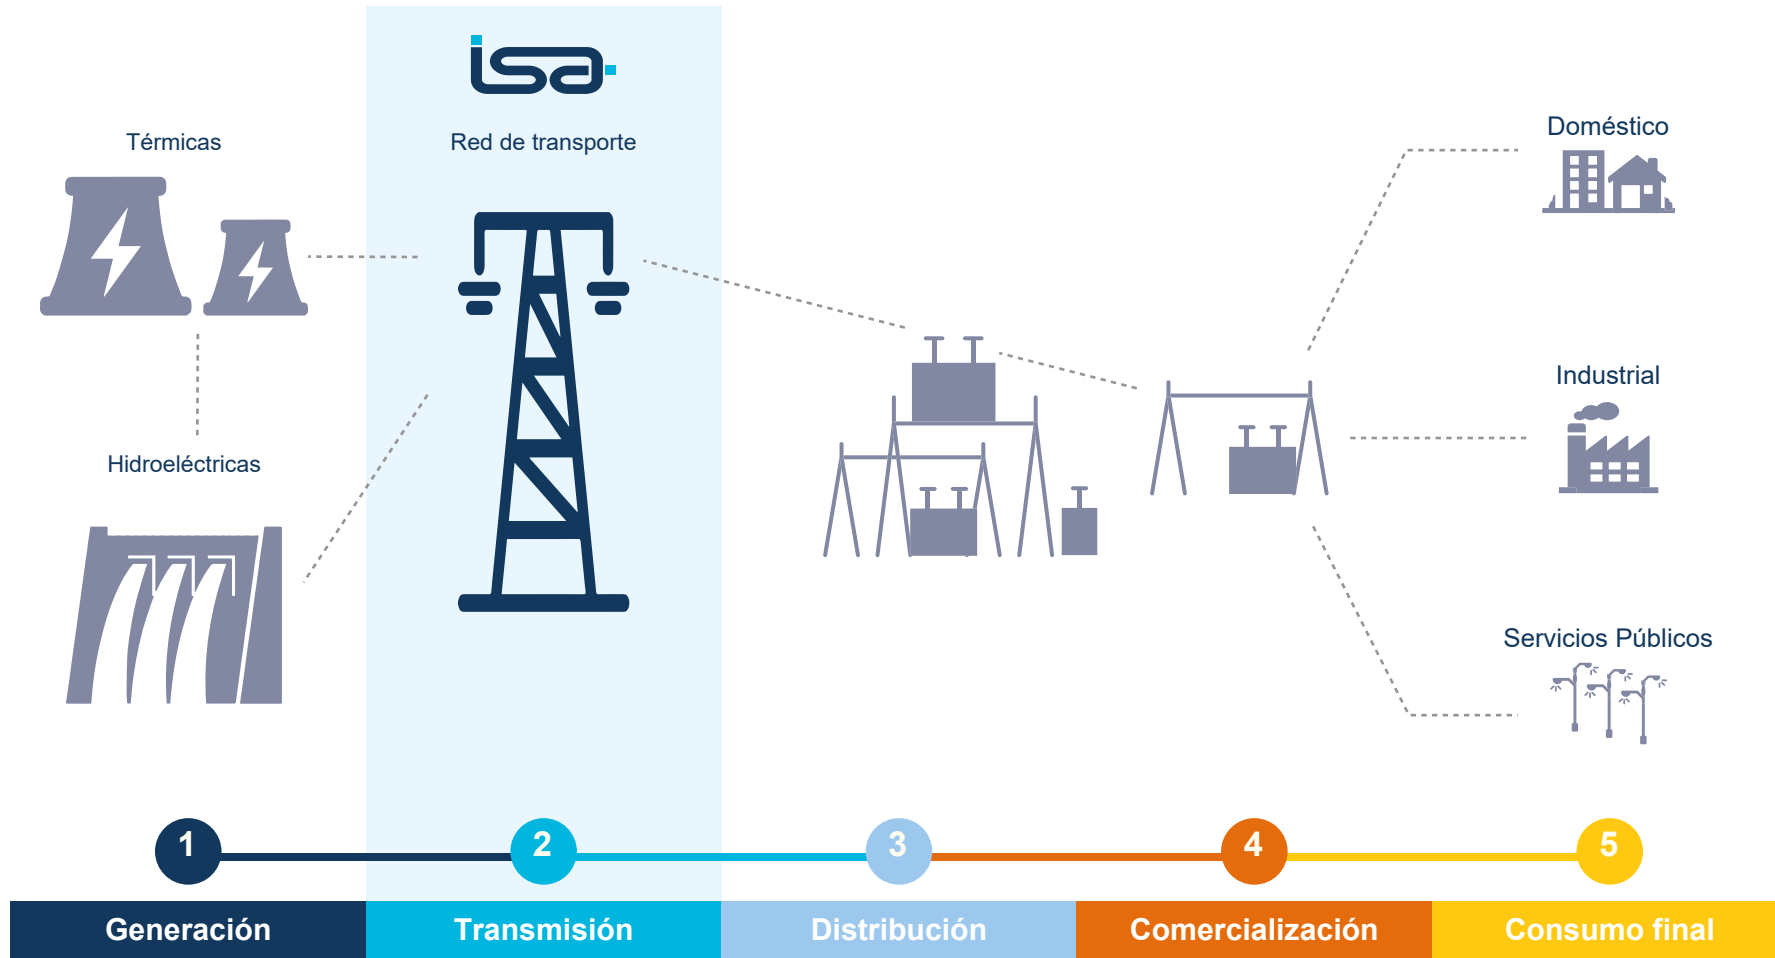 isa
Térmicas
Red de transporte
Doméstico
Industrial
Hidroeléctricas
Servicios Públicos
1
2
3
4
5
Generación
Transmisión
Distribución
Comercialización
Consumo final